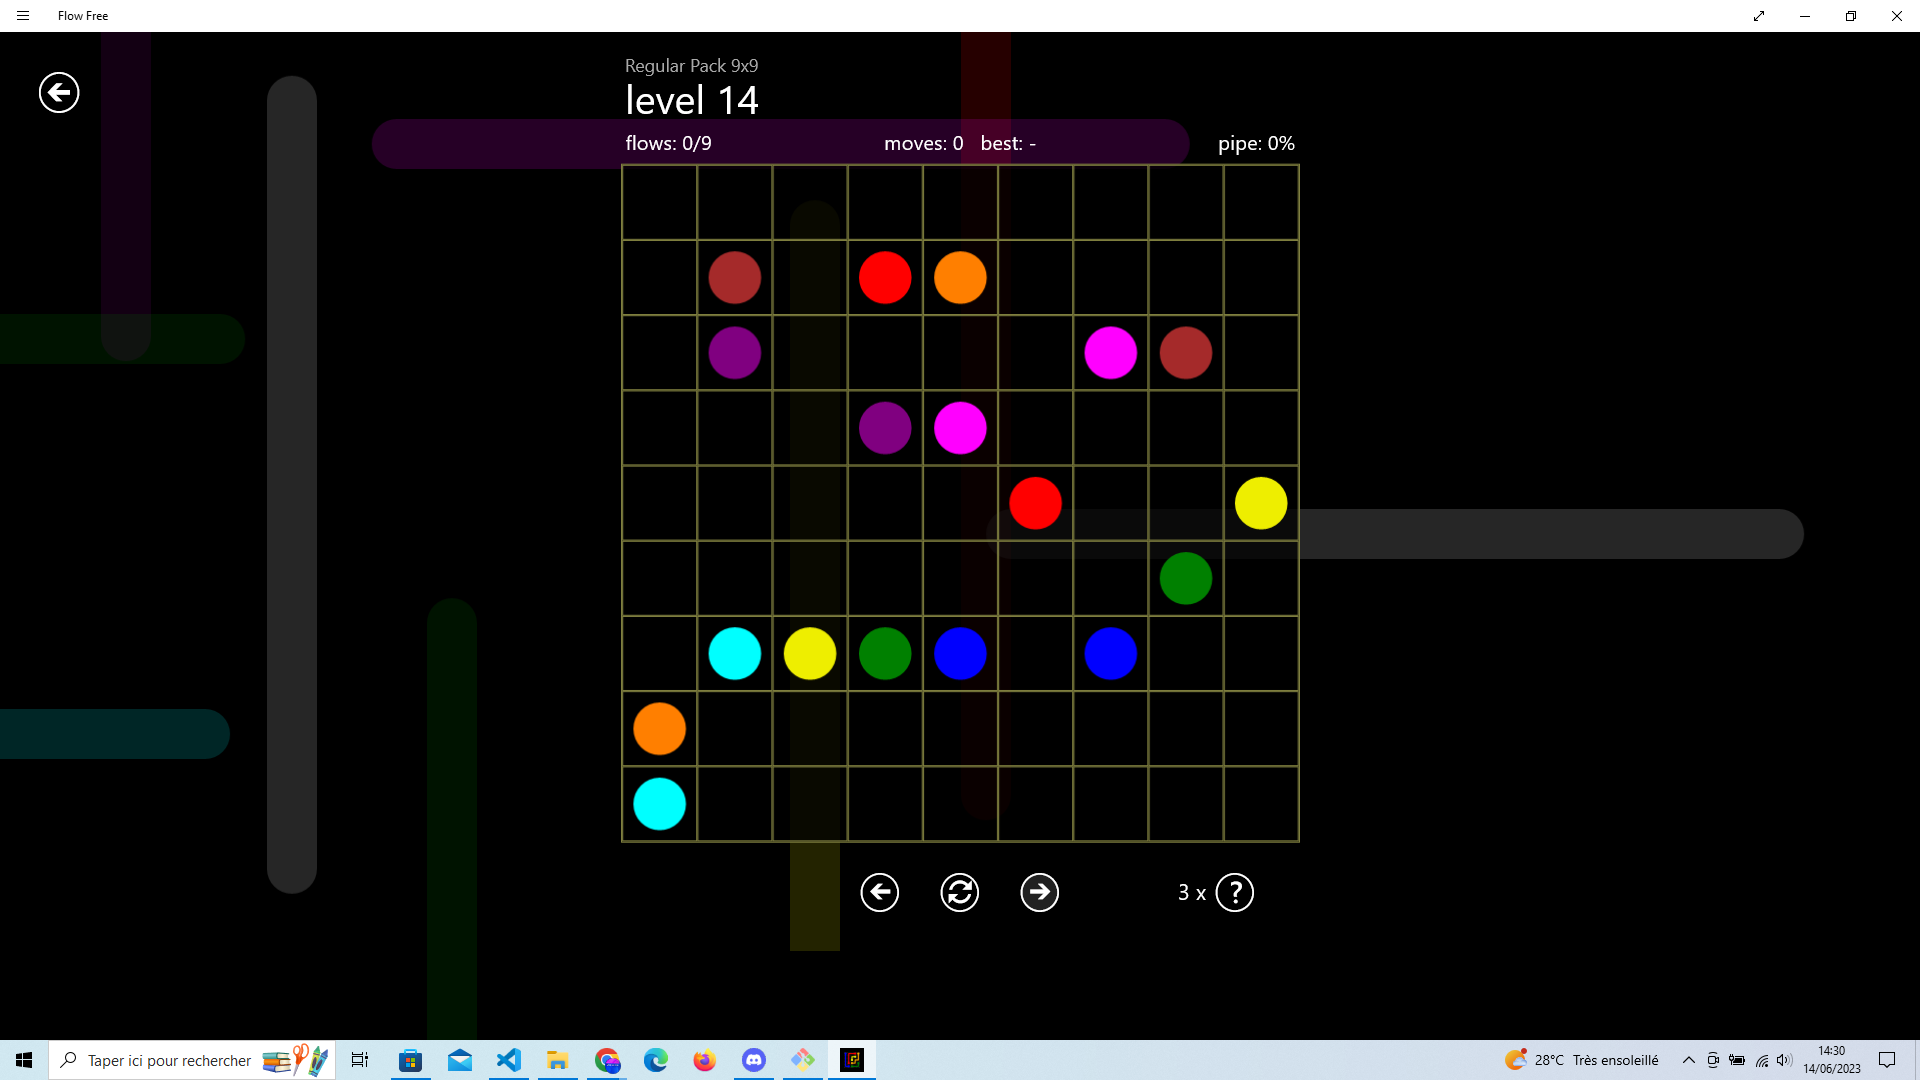 Flow Free
Regular Pack 9x9
level 14
flows: 0/9
moves: 0 best: -
pipe: 0%
3 x ?
Taper ici pour rechercher
28°C Très ensoleillé
14:30
14/06/2023